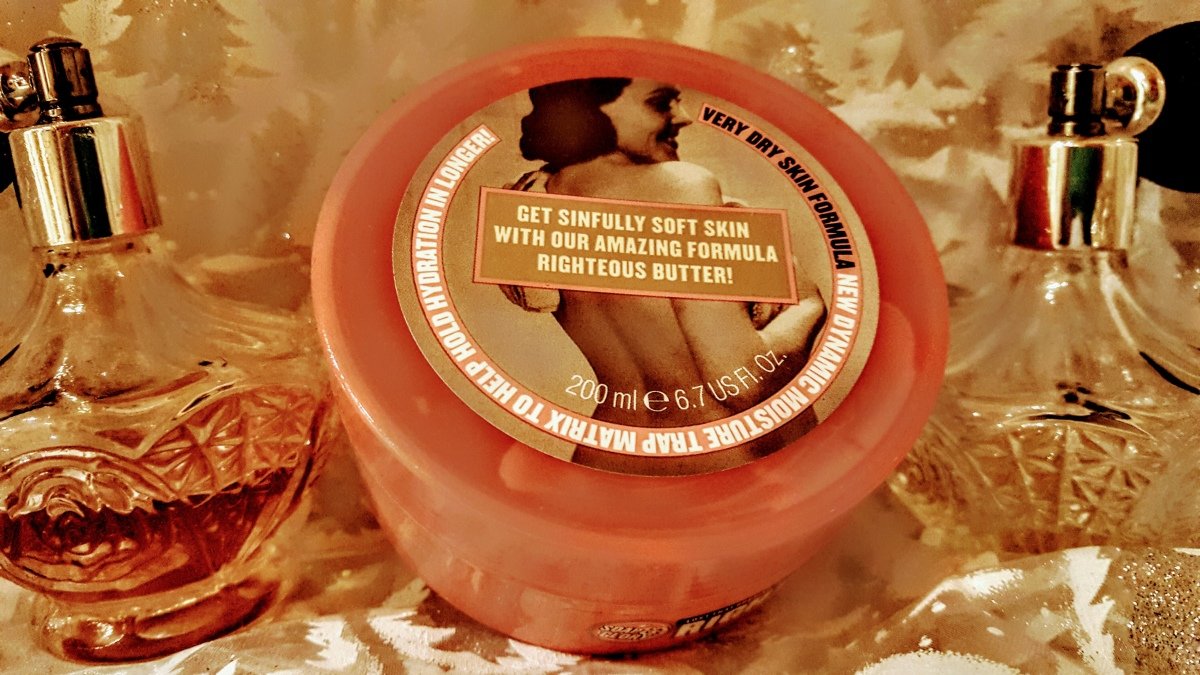 VERY DRY SKIN FORMULA NEW DYNAMIC MOISTURE TRAP MATRIX TO HELP HOLD HYDRATION IN LONGER!
GET SINFULLY SOFT SKIN
WITH OUR AMAZING FORMULA
RIGHTEOUS BUTTER!
200 ml e 6.7 US Fl. Oz.